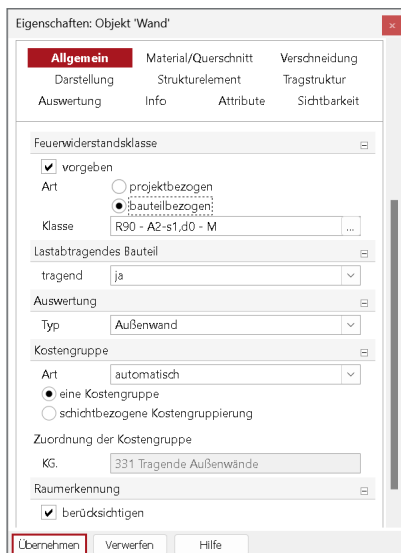 Eigenschaften: Objekt 'Wand'
Allgemein Material/Querschnitt Verschneidung
Darstellung Strukturelement Tragstruktur
Auswertung Info Attribute Sichtbarkeit
Feuerwiderstandsklasse
vorgeben
Art projektbezogen
bauteilbezogen
Klasse R90 - A2-s1,d0 - M ...
Lastabtragendes Bauteil
tragend ja
Auswertung
Typ Außenwand
Kostengruppe
Art automatisch
eine Kostengruppe
schichtbezogene Kostengruppierung
Zuordnung der Kostengruppe
KG. 331 Tragende Außenwände
Raumerkennung
berücksichtigen
Übernehmen Verwerfen Hilfe